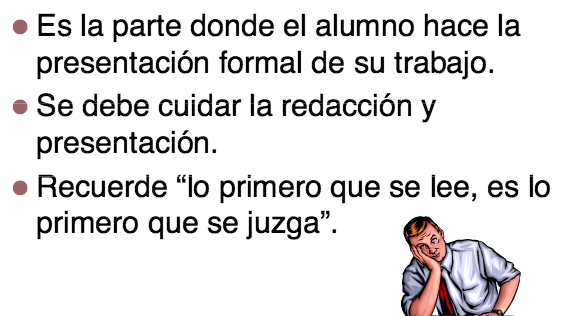 • Es la parte donde el alumno hace la
presentación formal de su trabajo.
• Se debe cuidar la redacción y
presentación.
• Recuerde “lo primero que se lee, es lo
primero que se juzga”.